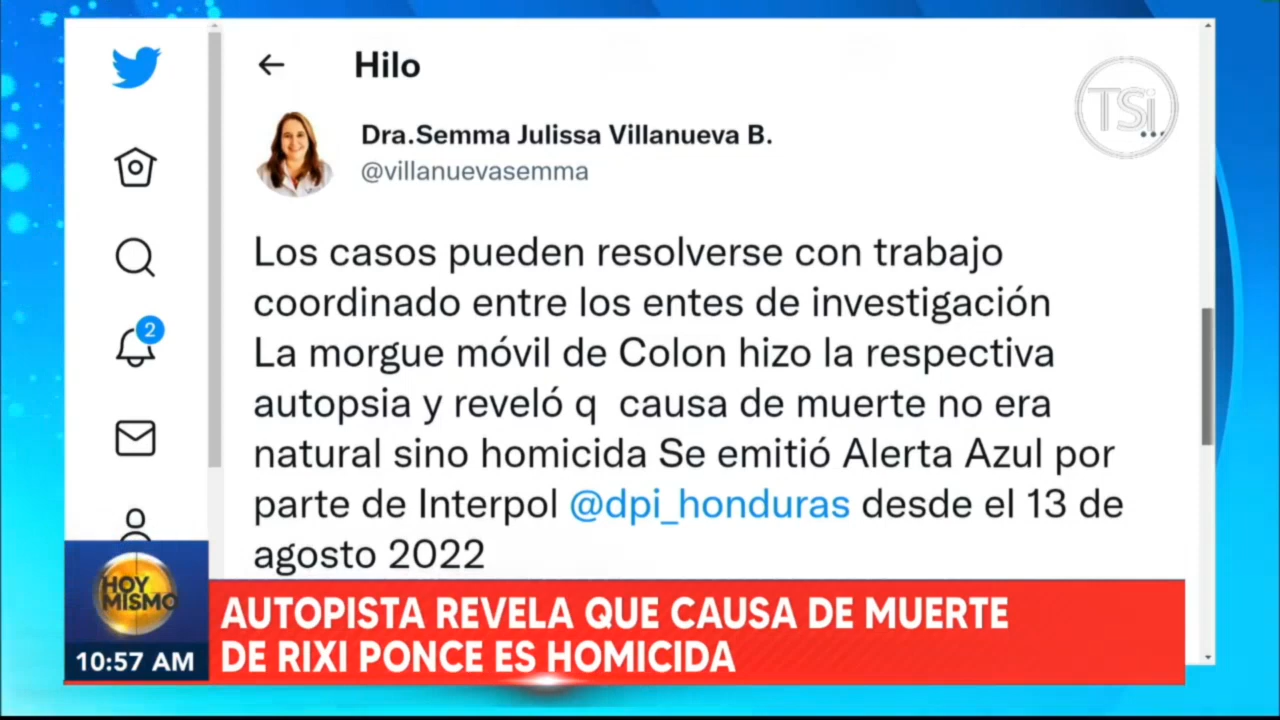 Hilo
TSi
Dra.Semma Julissa Villanueva B.
@villanuevasemma
2
Los casos pueden resolverse con trabajo
coordinado entre los entes de investigación
La morgue móvil de Colon hizo la respectiva
autopsia y reveló q causa de muerte no era
natural sino homicida Se emitió Alerta Azul por
parte de Interpol @dpi_honduras desde el 13 de
agosto 2022
HOY
MISMO
10:57 AM
AUTOPISTA REVELA QUE CAUSA DE MUERTE
DE RIXI PONCE ES HOMICIDA